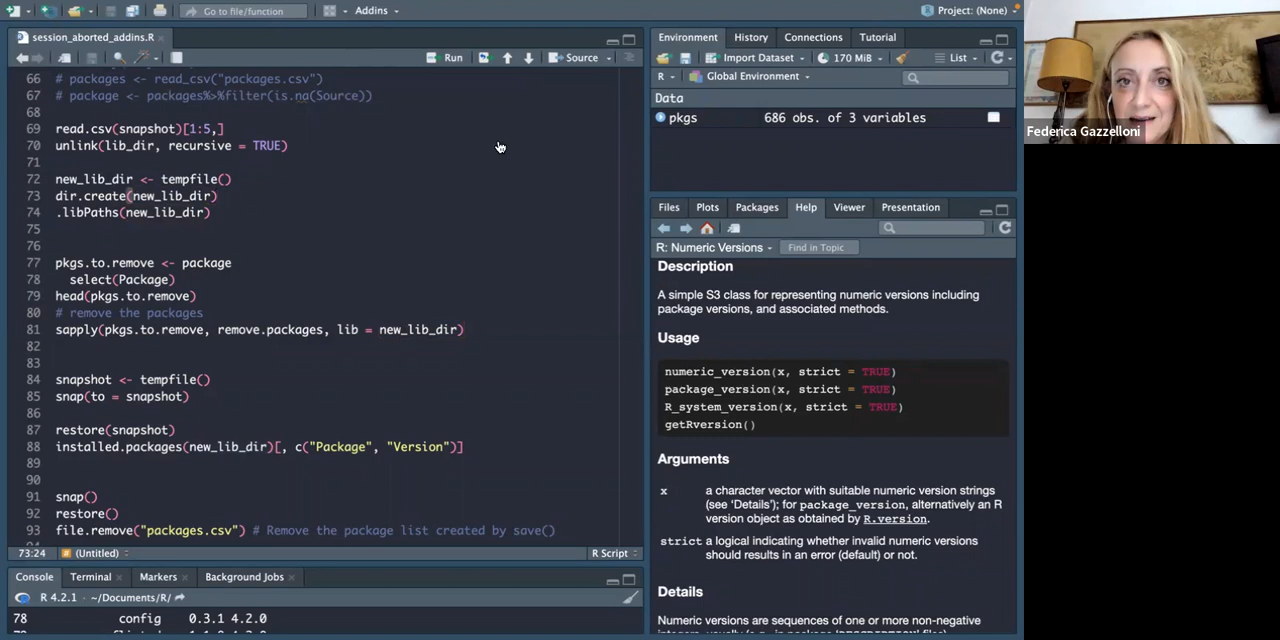 Go to file/function
Addins
Project: (None)
session_aborted_addins.R
Run
Source
66 # packages <- read_csv("packages.csv")
67 # package <- packages%>%filter(is.na(Source))
68
69 read.csv(snapshot)[1:5,]
70 unlink(lib_dir, recursive = TRUE)
71
72 new_lib_dir <- tempfile()
73 dir.create(new_lib_dir)
74 .libPaths(new_lib_dir)
75
76
77 pkgs.to.remove <- package
78 select(Package)
79 head(pkgs.to.remove)
80 # remove the packages
81 sapply(pkgs.to.remove, remove.packages, lib = new_lib_dir)
82
83
84 snapshot <- tempfile()
85 snap(to = snapshot)
86
87 restore(snapshot)
88 installed.packages(new_lib_dir)[, c("Package", "Version")]
89
90
91 snap()
92 restore()
93 file.remove("packages.csv") # Remove the package list created by save()
73:24 # (Untitled) R Script
Console Terminal Markers Background Jobs
R 4.2.1 · ~/Documents/R/
78 config 0.3.1 4.2.0
Environment History Connections Tutorial
Import Dataset 170 MiB List
R Global Environment
Data
pkgs 686 obs. of 3 variables
Files Plots Packages Help Viewer Presentation
R: Numeric Versions Find in Topic
Description
A simple S3 class for representing numeric versions including
package versions, and associated methods.
Usage
numeric_version(x, strict = TRUE)
package_version(x, strict = TRUE)
R_system_version(x, strict = TRUE)
getRversion()
Arguments
x a character vector with suitable numeric version strings
(see ‘Details’); for package_version, alternatively an R
version object as obtained by R.version.
strict a logical indicating whether invalid numeric versions
should results in an error (default) or not.
Details
Numeric versions are sequences of one or more non-negative
Federica Gazzelloni